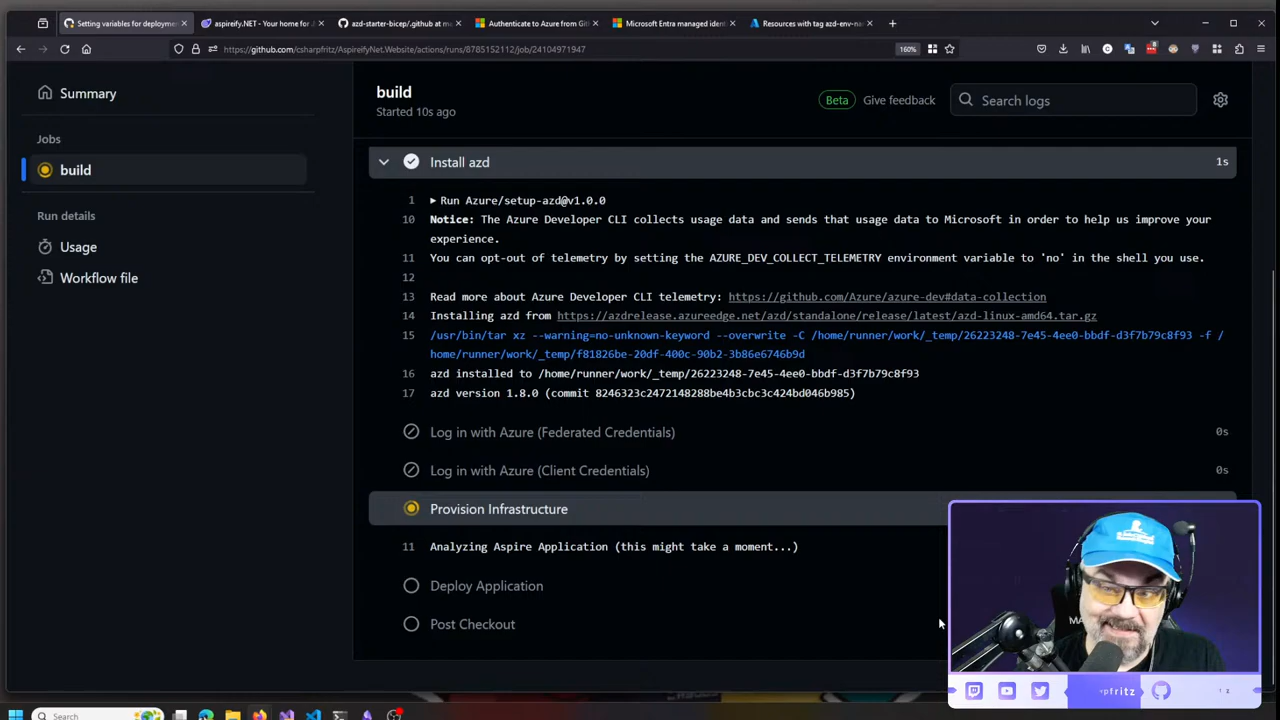 Setting variables for deployme
aspireify.NET - Your home for J
azd-starter-bicep/.github at m
Authenticate to Azure from Git
Microsoft Entra managed ident
Resources with tag azd-env-na
https://github.com/csharpfritz/AspireifyNet.Website/actions/runs/8785152112/job/24104971947
160%
Summary
Jobs
build
Run details
Usage
Workflow file
build
Started 10s ago
Beta
Give feedback
Search logs
Install azd
1s
1 Run Azure/setup-azd@v1.0.0
10 Notice: The Azure Developer CLI collects usage data and sends that usage data to Microsoft in order to help us improve your
experience.
11 You can opt-out of telemetry by setting the AZURE_DEV_COLLECT_TELEMETRY environment variable to 'no' in the shell you use.
12
13 Read more about Azure Developer CLI telemetry: https://github.com/Azure/azure-dev#data-collection
14 Installing azd from https://azdrelease.azureedge.net/azd/standalone/release/latest/azd-linux-amd64.tar.gz
15 /usr/bin/tar xz --warning=no-unknown-keyword --overwrite -C /home/runner/work/_temp/26223248-7e45-4ee0-bbdf-d3f7b79c8f93 -f /
home/runner/work/_temp/f81826be-20df-400c-90b2-3b86e6746b9d
16 azd installed to /home/runner/work/_temp/26223248-7e45-4ee0-bbdf-d3f7b79c8f93
17 azd version 1.8.0 (commit 8246323c2472148288be4b3cbc3c424bd046b985)
Log in with Azure (Federated Credentials)
0s
Log in with Azure (Client Credentials)
0s
Provision Infrastructure
11 Analyzing Aspire Application (this might take a moment...)
Deploy Application
Post Checkout
pfritz
Search